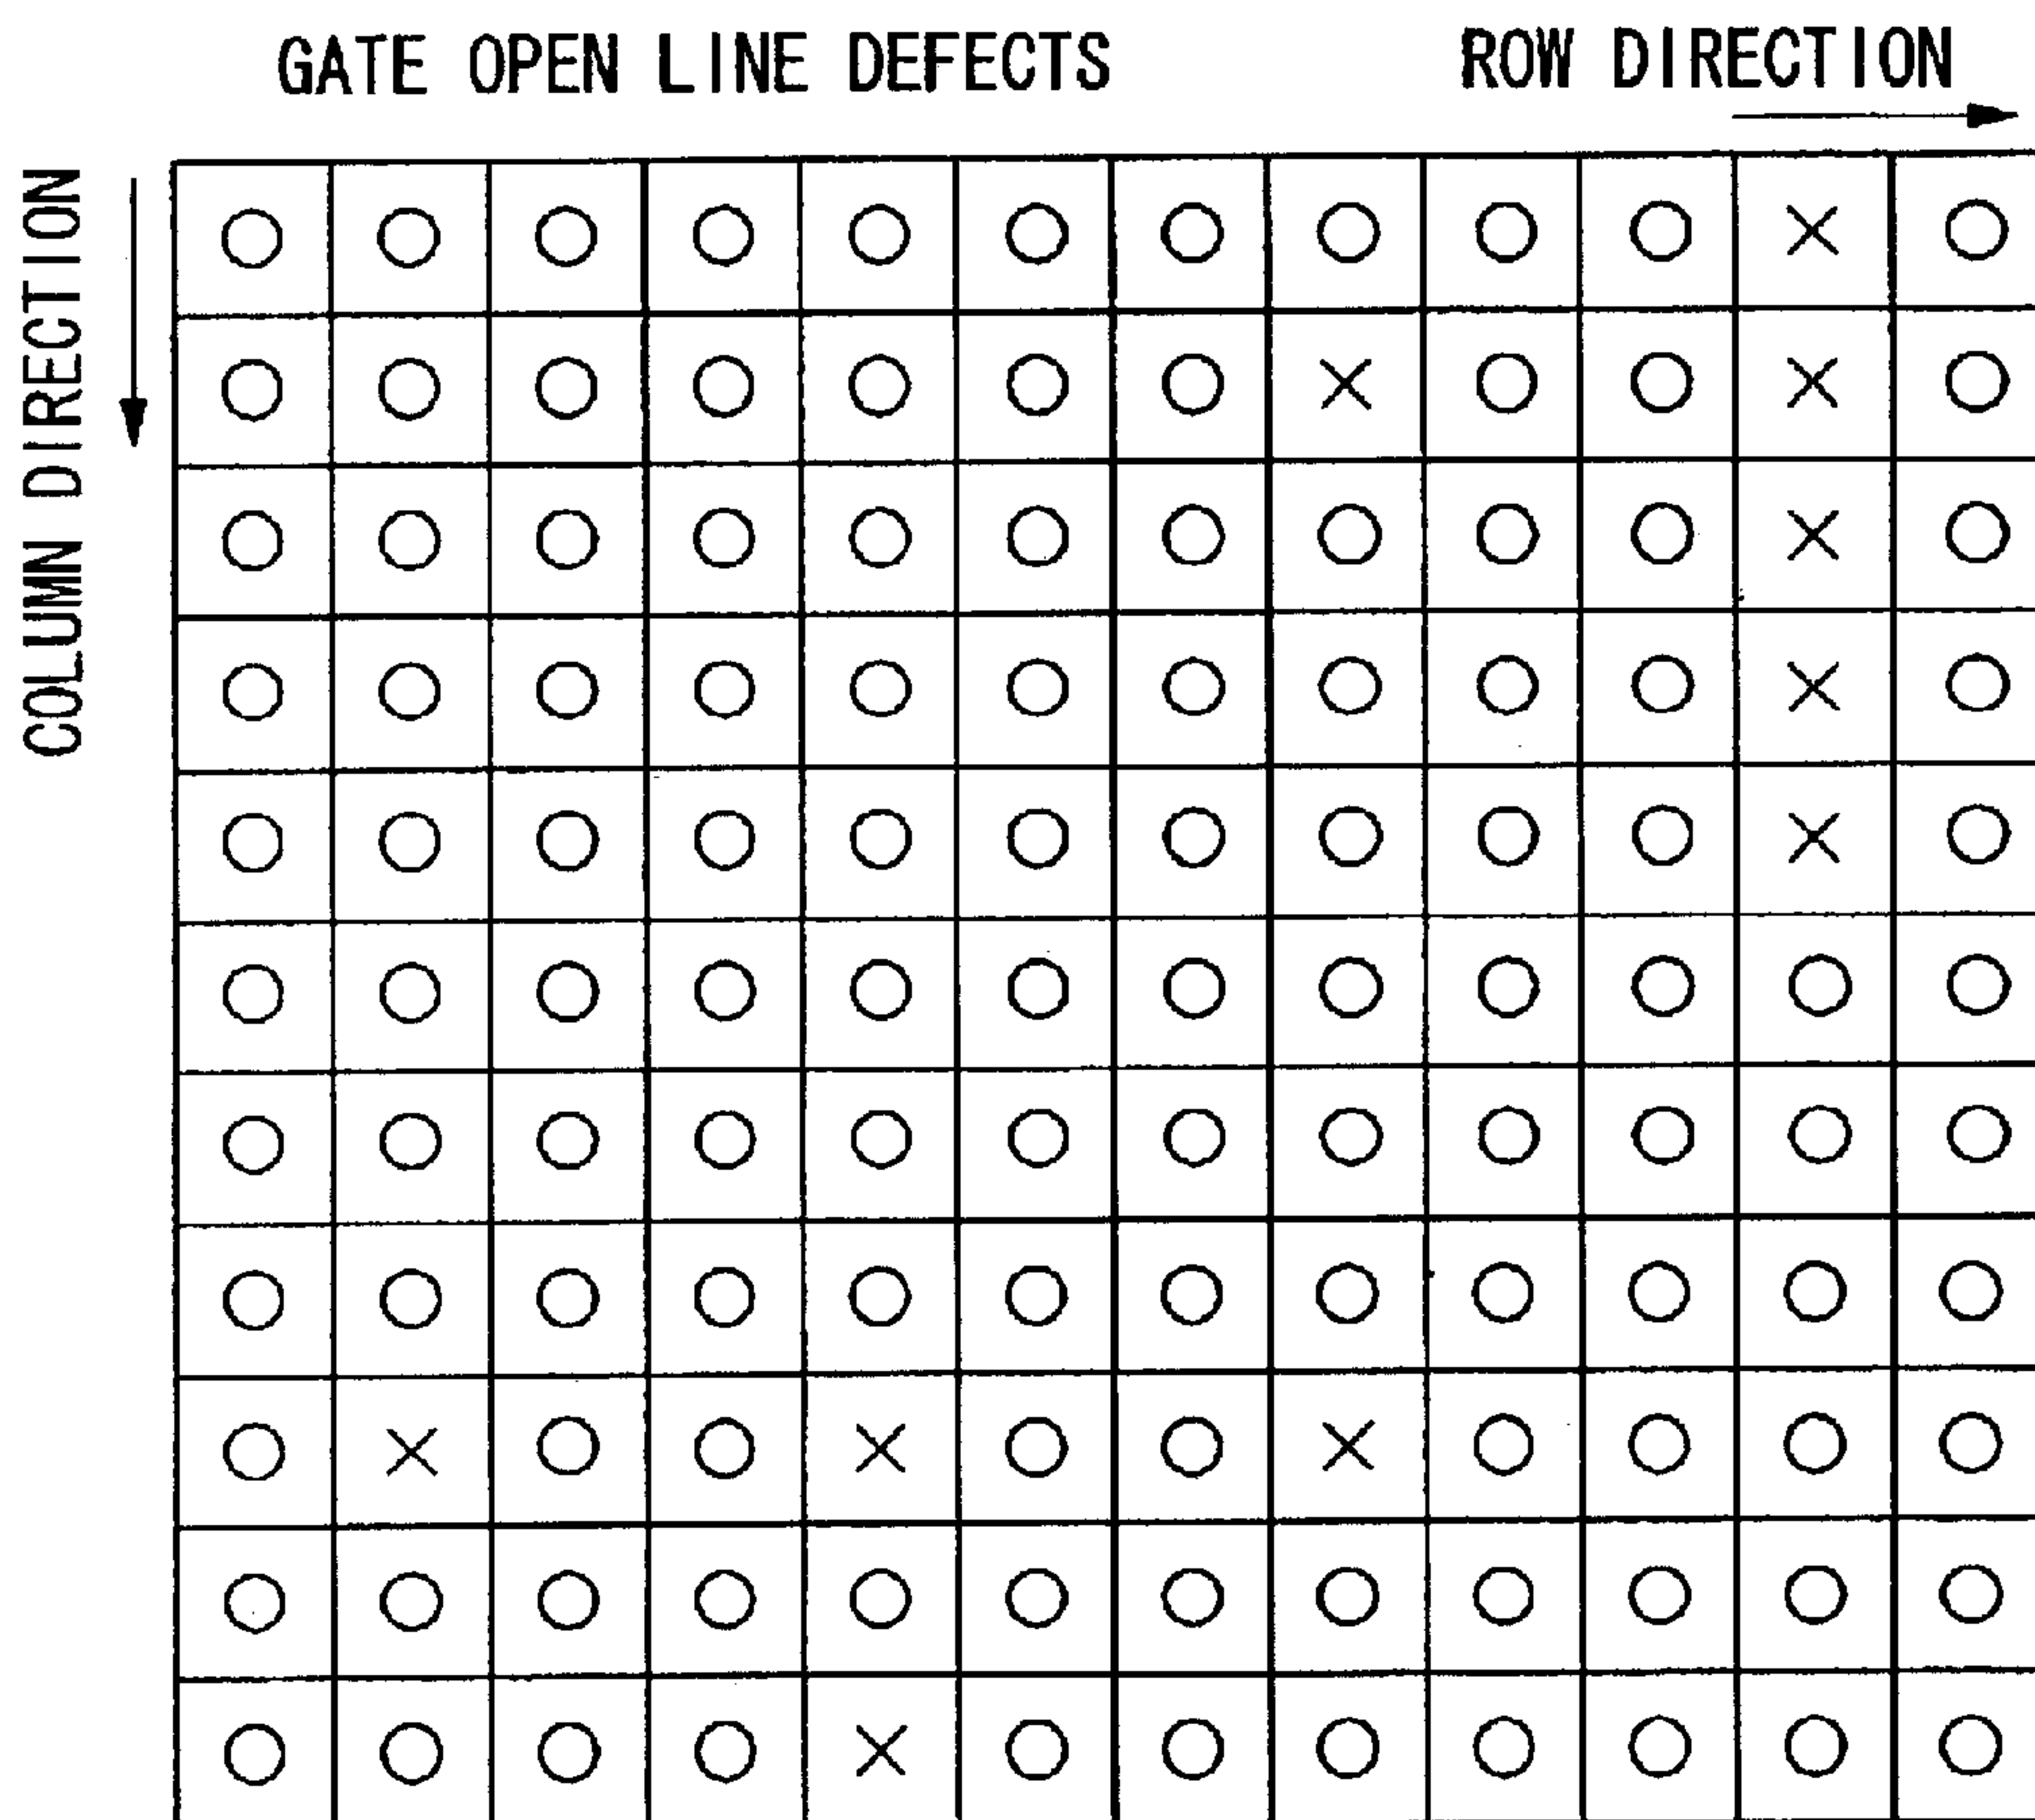 GATE OPEN LINE DEFECTS
ROW DIRECTION
COLUMN DIRECTION
○ ○ ○ ○ ○ ○ ○ ○ ○ ○ × ○
○ ○ ○ ○ ○ ○ ○ × ○ ○ × ○
○ ○ ○ ○ ○ ○ ○ ○ ○ ○ × ○
○ ○ ○ ○ ○ ○ ○ ○ ○ ○ × ○
○ ○ ○ ○ ○ ○ ○ ○ ○ ○ × ○
○ ○ ○ ○ ○ ○ ○ ○ ○ ○ ○ ○
○ ○ ○ ○ ○ ○ ○ ○ ○ ○ ○ ○
○ ○ ○ ○ ○ ○ ○ ○ ○ ○ ○ ○
○ × ○ ○ × ○ ○ × ○ ○ ○ ○
○ ○ ○ ○ ○ ○ ○ ○ ○ ○ ○ ○
○ ○ ○ ○ × ○ ○ ○ ○ ○ ○ ○